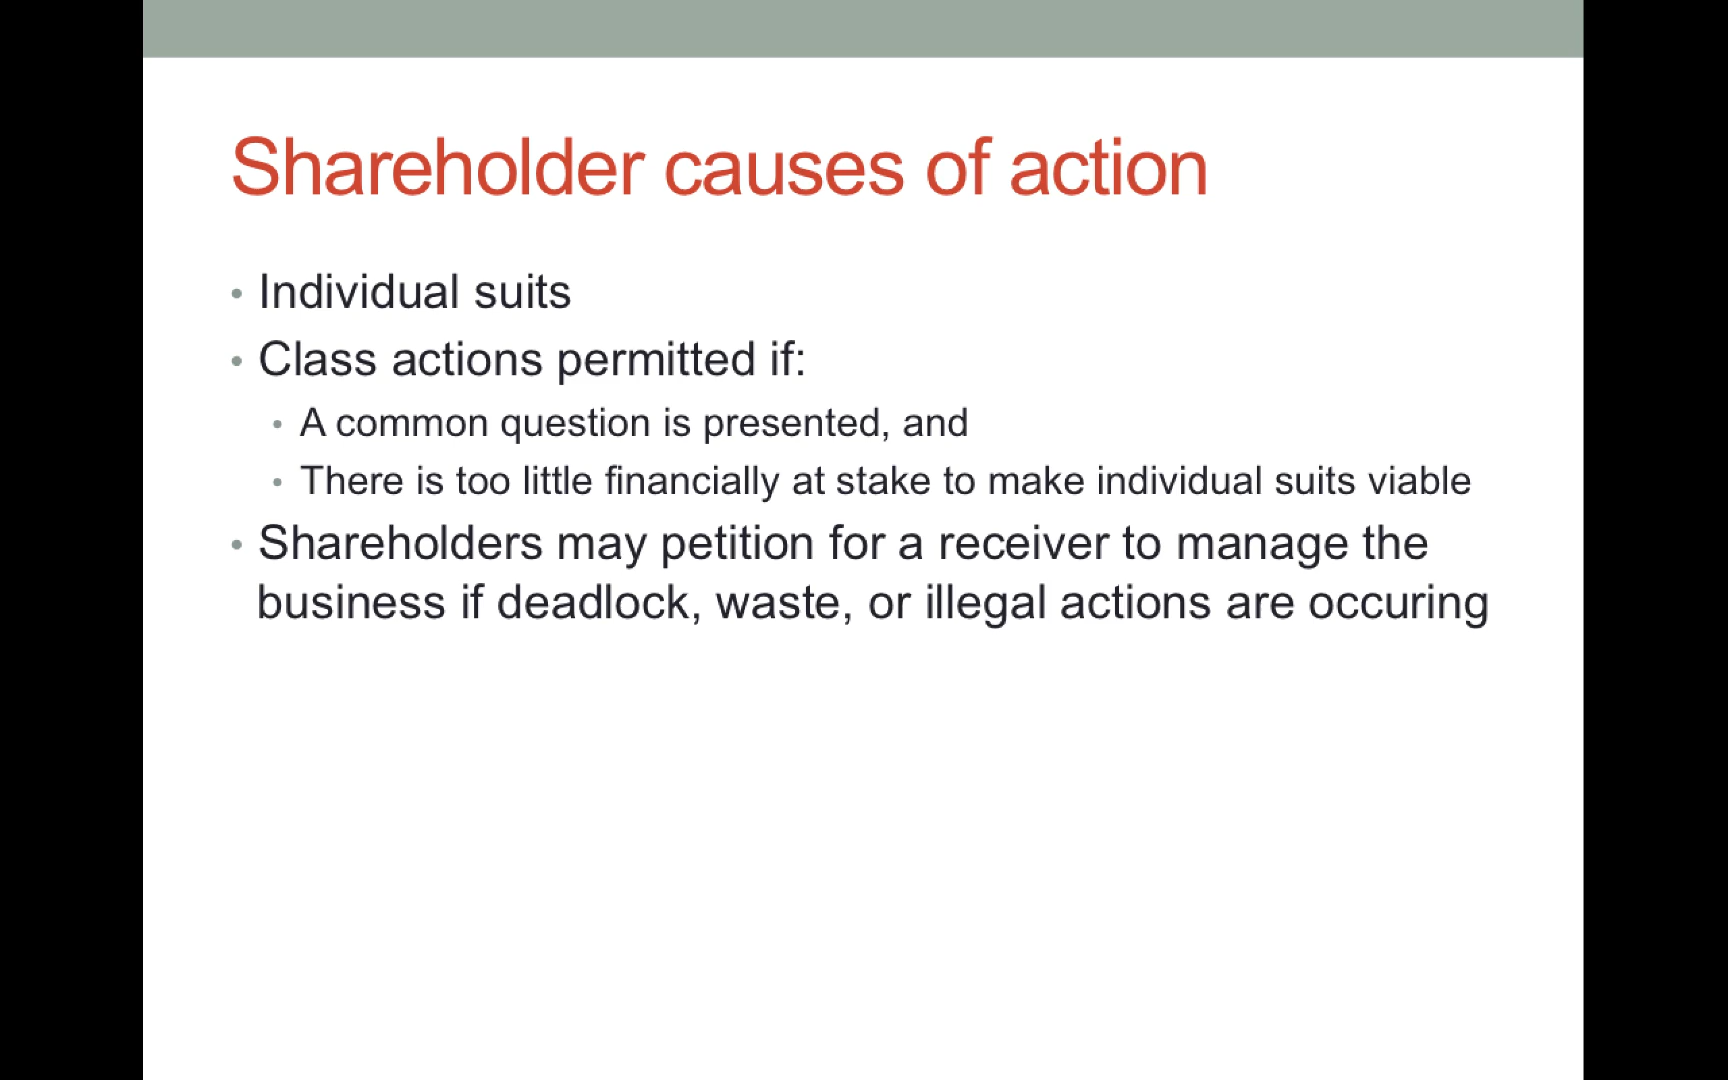 Shareholder causes of action
• Individual suits
• Class actions permitted if:
• A common question is presented, and
• There is too little financially at stake to make individual suits viable
• Shareholders may petition for a receiver to manage the
business if deadlock, waste, or illegal actions are occuring